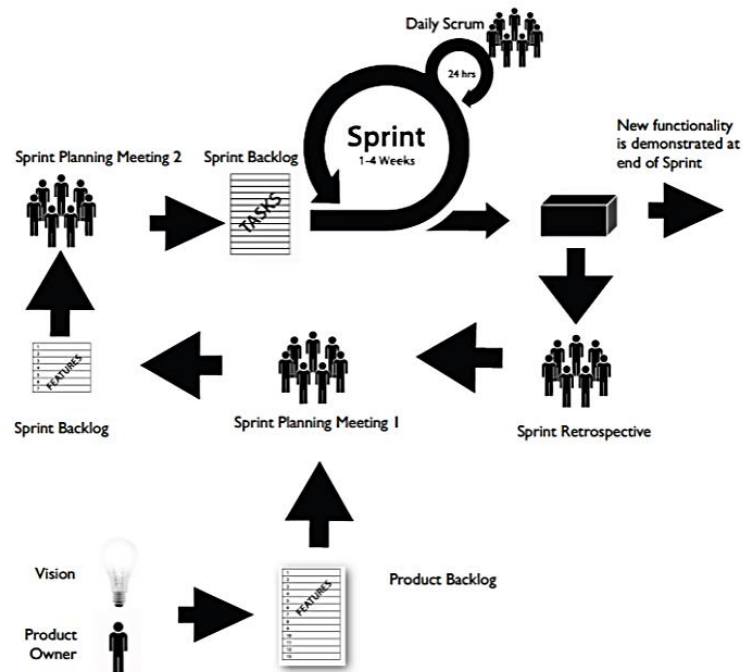 Daily Scrum
24 hrs
Sprint
1-4 Weeks
New functionality
is demonstrated at
end of Sprint
Sprint Planning Meeting 2
Sprint Backlog
TASKS
FEATURES
Sprint Backlog
Sprint Planning Meeting 1
Sprint Retrospective
Vision
Product
Owner
FEATURES
Product Backlog